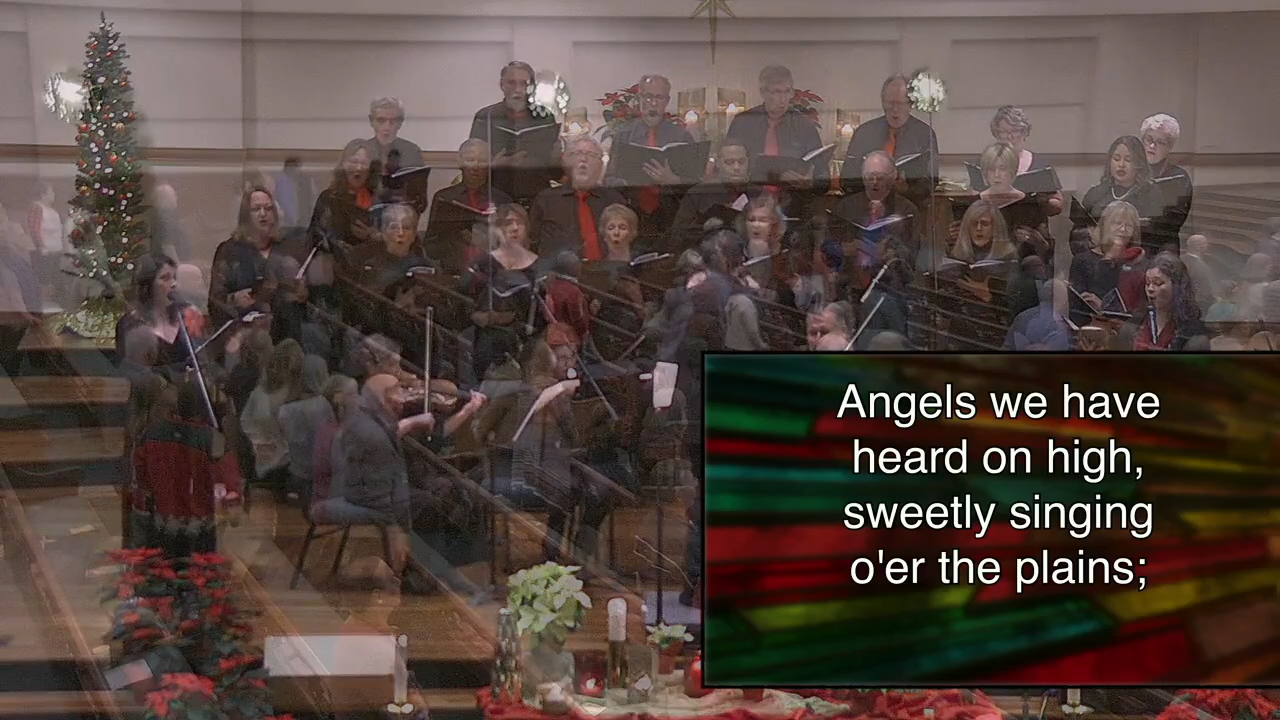 Angels we have
heard on high,
sweetly singing
o'er the plains;